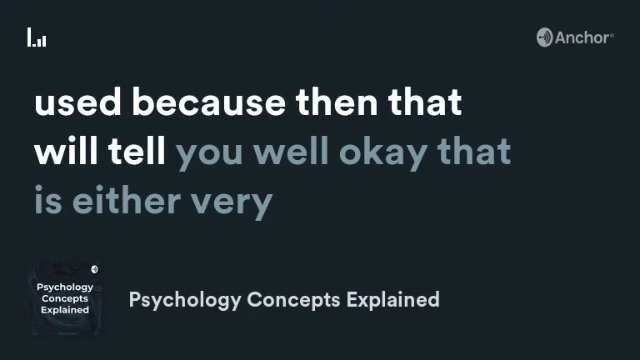 Anchor
used because then that
will tell you well okay that
is either very
Psychology
Concepts
Explained
Psychology Concepts Explained